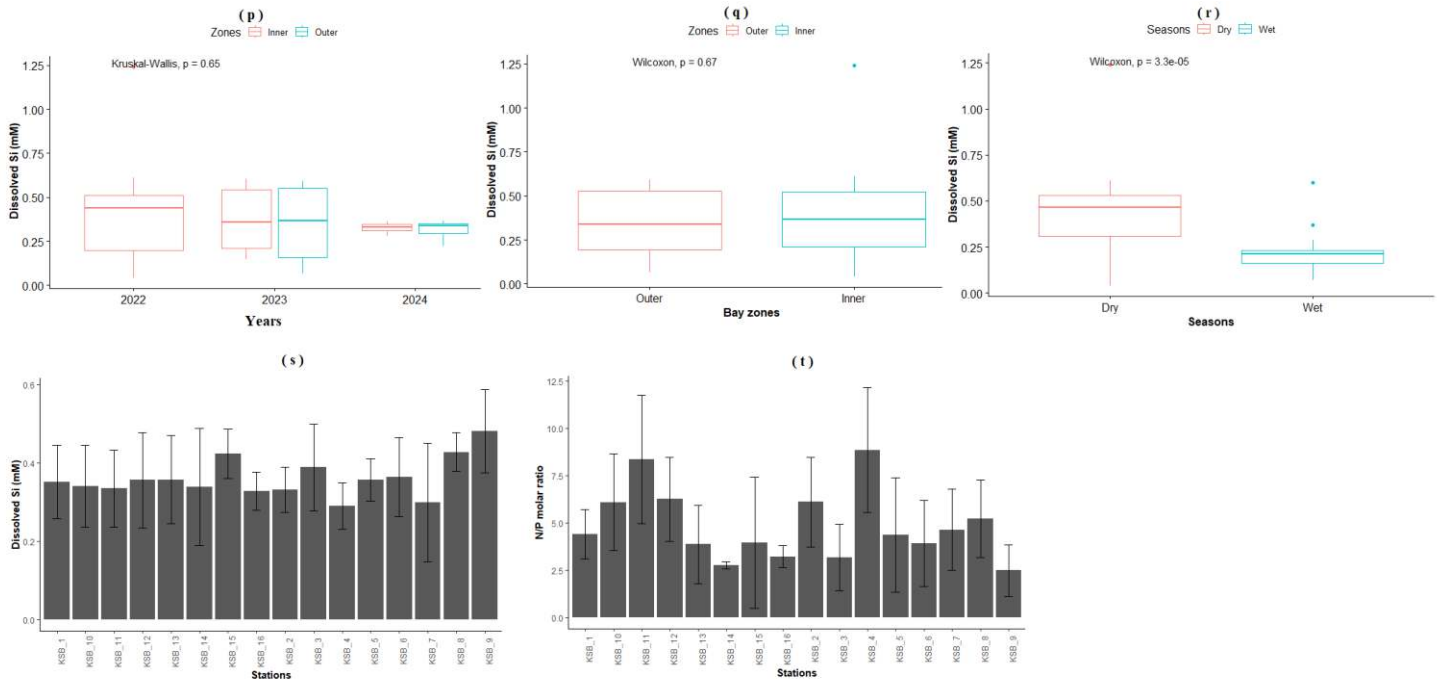 ( p )
Zones Inner Outer
Kruskal-Wallis, p = 0.65
Dissolved Si (mM)
1.25
1.00
0.75
0.50
0.25
0.00
2022 2023 2024
Years
( q )
Zones Outer Inner
Wilcoxon, p = 0.67
Dissolved Si (mM)
1.25
1.00
0.75
0.50
0.25
0.00
Outer Inner
Bay zones
( r )
Seasons Dry Wet
Wilcoxon, p = 3.3e-05
Dissolved Si (mM)
1.25
1.00
0.75
0.50
0.25
0.00
Dry Wet
Seasons
( s )
Dissolved Si (mM)
0.6
0.4
0.2
0.0
KSB_1 KSB_10 KSB_11 KSB_12 KSB_13 KSB_14 KSB_15 KSB_16 KSB_2 KSB_3 KSB_4 KSB_5 KSB_6 KSB_7 KSB_8 KSB_9
Stations
( t )
N/P molar ratio
12.5
10.0
7.5
5.0
2.5
0.0
KSB_1 KSB_10 KSB_11 KSB_12 KSB_13 KSB_14 KSB_15 KSB_16 KSB_2 KSB_3 KSB_4 KSB_5 KSB_6 KSB_7 KSB_8 KSB_9
Stations